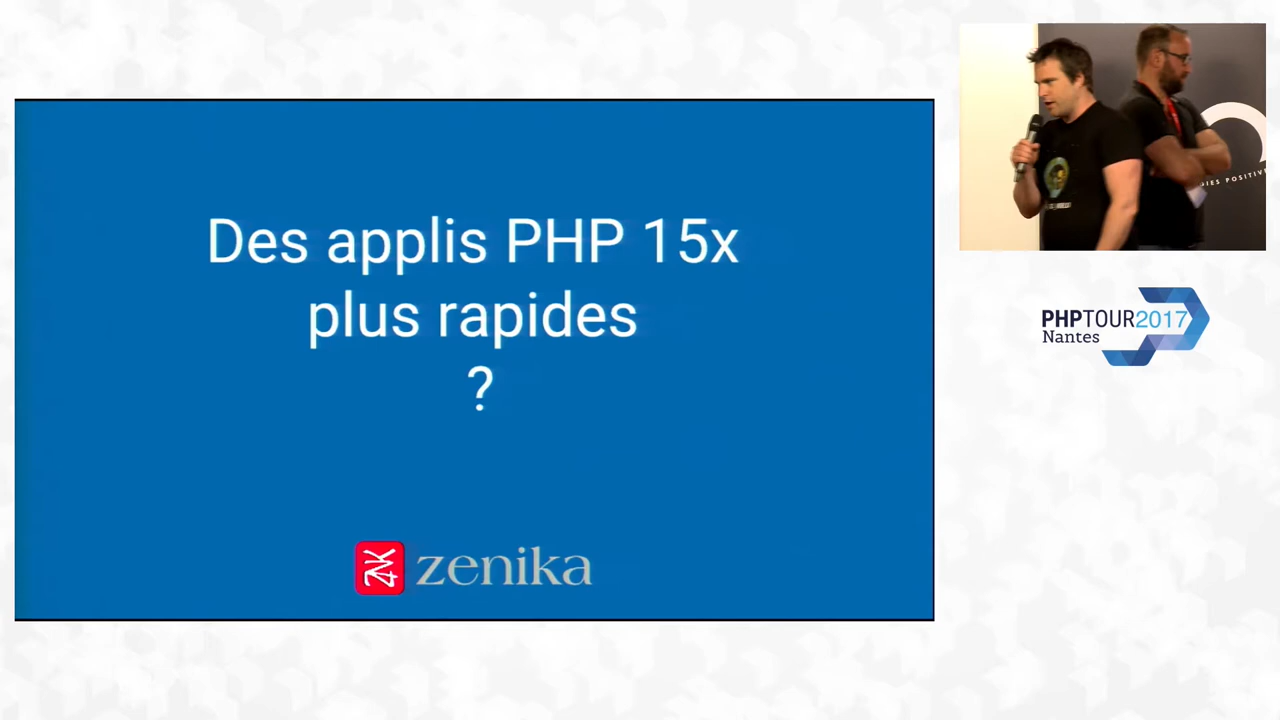 Des applis PHP 15x
plus rapides
?
zenika
PHPTOUR2017
Nantes